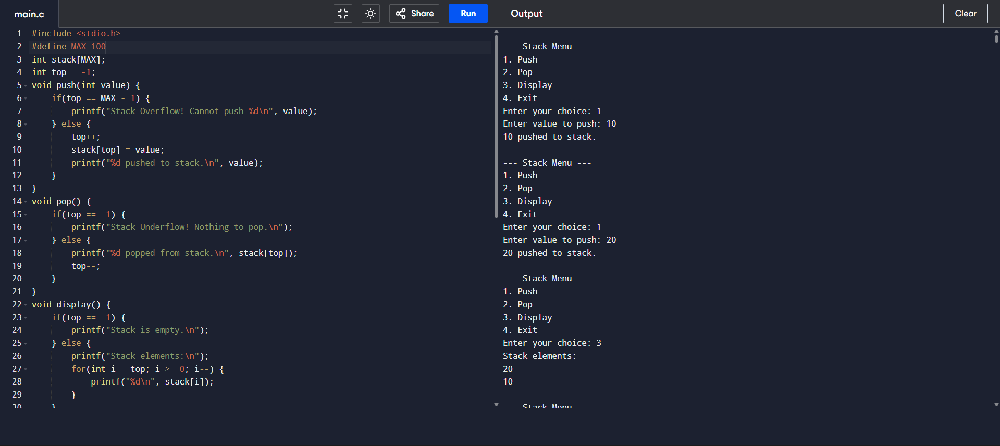 main.c
Share
Run
1 #include <stdio.h>
2 #define MAX 100
3 int stack[MAX];
4 int top = -1;
5 void push(int value) {
6     if(top == MAX - 1) {
7         printf("Stack Overflow! Cannot push %d\n", value);
8     } else {
9         top++;
10         stack[top] = value;
11         printf("%d pushed to stack.\n", value);
12     }
13 }
14 void pop() {
15     if(top == -1) {
16         printf("Stack Underflow! Nothing to pop.\n");
17     } else {
18         printf("%d popped from stack.\n", stack[top]);
19         top--;
20     }
21 }
22 void display() {
23     if(top == -1) {
24         printf("Stack is empty.\n");
25     } else {
26         printf("Stack elements:\n");
27         for(int i = top; i >= 0; i--) {
28             printf("%d\n", stack[i]);
29         }
30     }
Output
Clear
--- Stack Menu ---
1. Push
2. Pop
3. Display
4. Exit
Enter your choice: 1
Enter value to push: 10
10 pushed to stack.
--- Stack Menu ---
1. Push
2. Pop
3. Display
4. Exit
Enter your choice: 1
Enter value to push: 20
20 pushed to stack.
--- Stack Menu ---
1. Push
2. Pop
3. Display
4. Exit
Enter your choice: 3
Stack elements:
20
10
Stack Menu